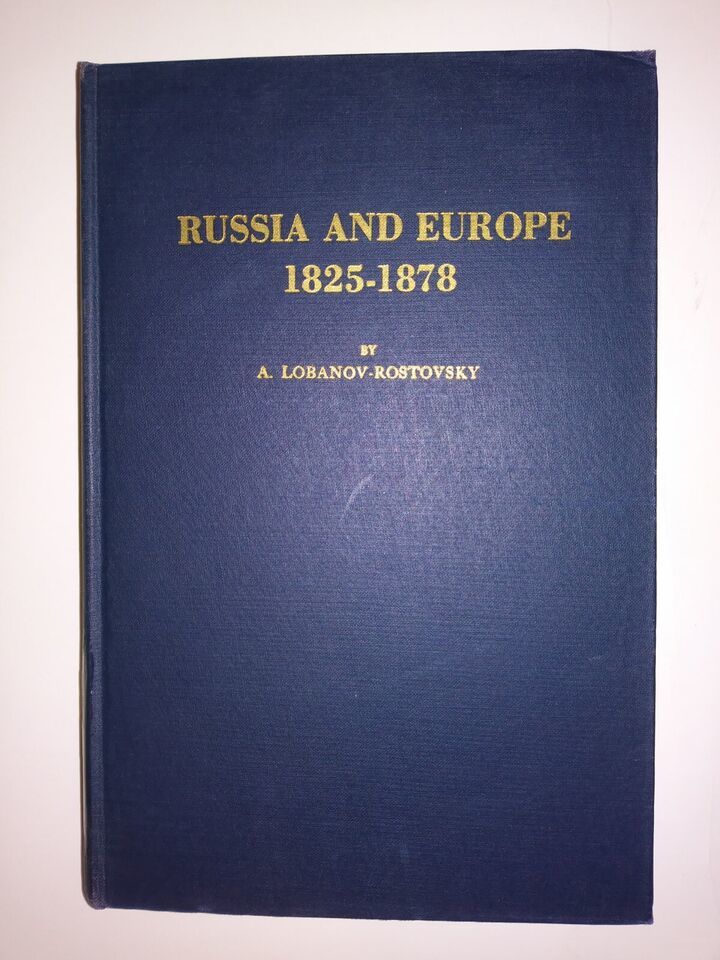 RUSSIA AND EUROPE
1825-1878
BY
A. LOBANOV-ROSTOVSKY